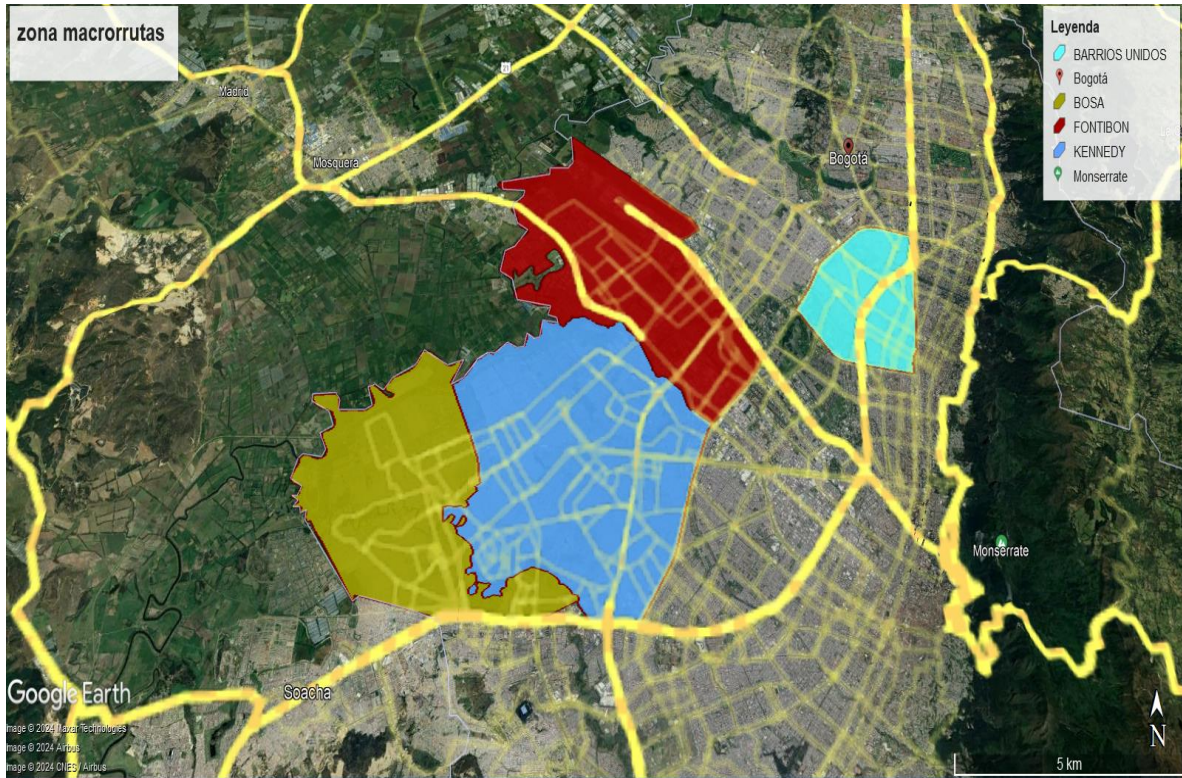 zona macrorrutas
Leyenda
BARRIOS UNIDOS
Bogotá
BOSA
FONTIBON
KENNEDY
Monserrate
Madrid
Mosquera
Bogotá
Monserrate
Soacha
Google Earth
Image © 2024 Maxar Technologies
Image © 2024 Airbus
Image © 2024 CNES / Airbus
N
5 km